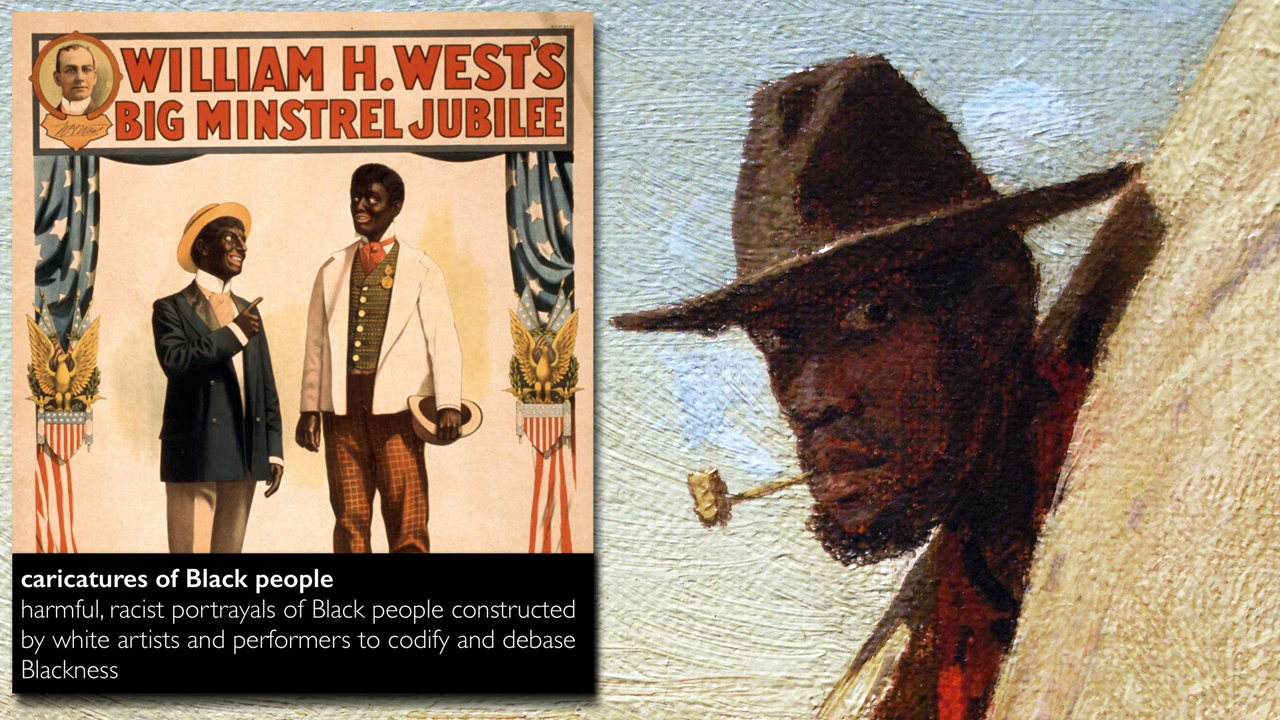 WILLIAM H. WEST'S
BIG MINSTREL JUBILEE
caricatures of Black people
harmful, racist portrayals of Black people constructed
by white artists and performers to codify and debase
Blackness